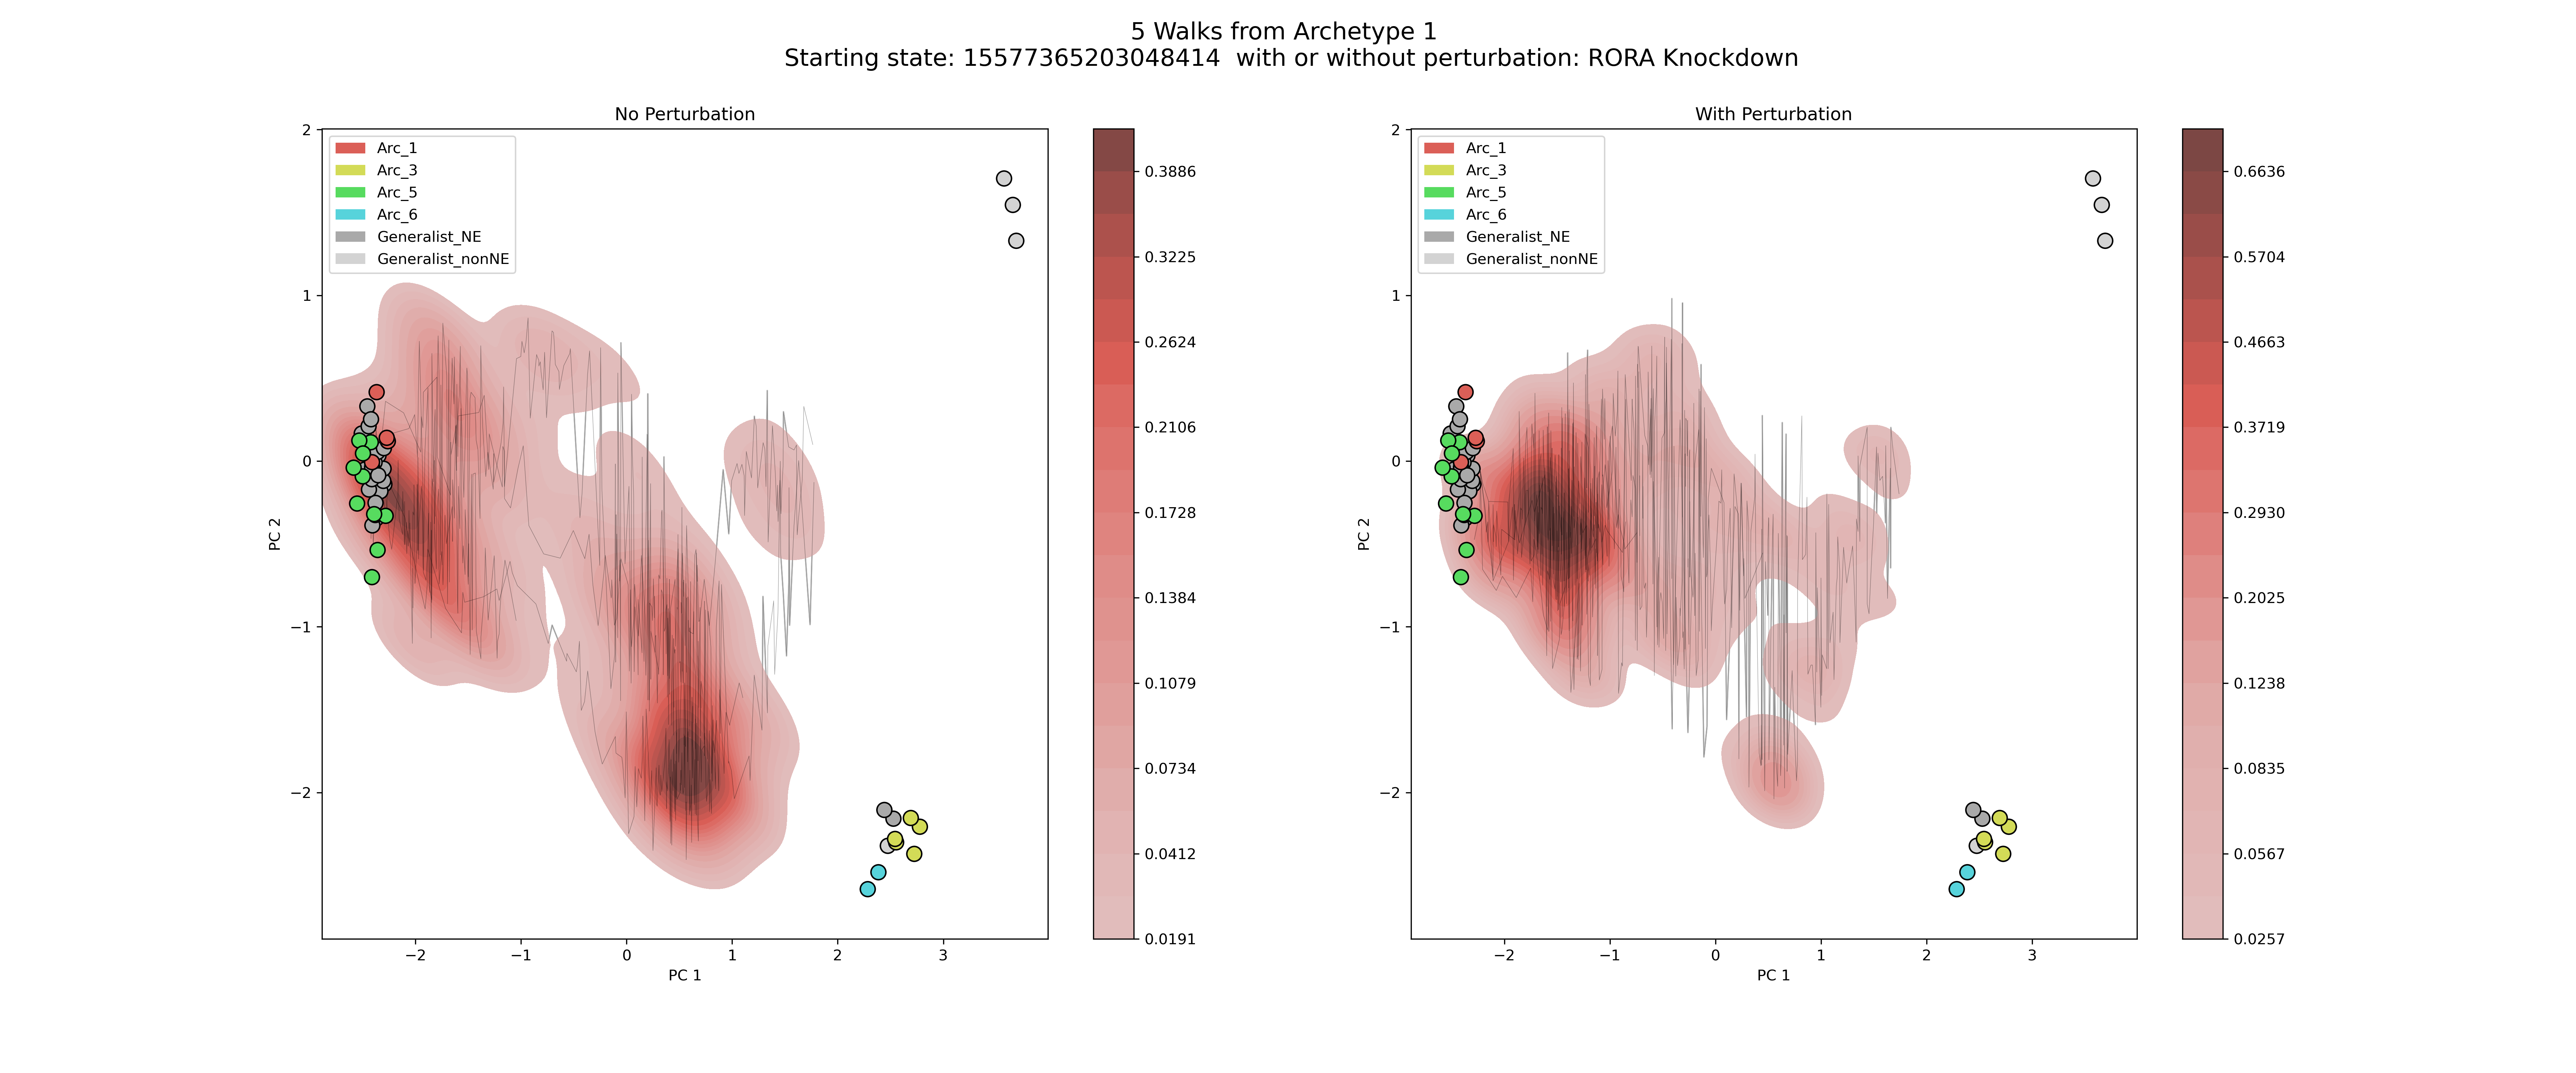 5 Walks from Archetype 1
Starting state: 15577365203048414  with or without perturbation: RORA Knockdown
No Perturbation
Arc_1
Arc_3
Arc_5
Arc_6
Generalist_NE
Generalist_nonNE
2
1
0
−1
−2
PC 2
−2
−1
0
1
2
3
PC 1
0.3886
0.3225
0.2624
0.2106
0.1728
0.1384
0.1079
0.0734
0.0412
0.0191
With Perturbation
Arc_1
Arc_3
Arc_5
Arc_6
Generalist_NE
Generalist_nonNE
2
1
0
−1
−2
PC 2
−2
−1
0
1
2
3
PC 1
0.6636
0.5704
0.4663
0.3719
0.2930
0.2025
0.1238
0.0835
0.0567
0.0257